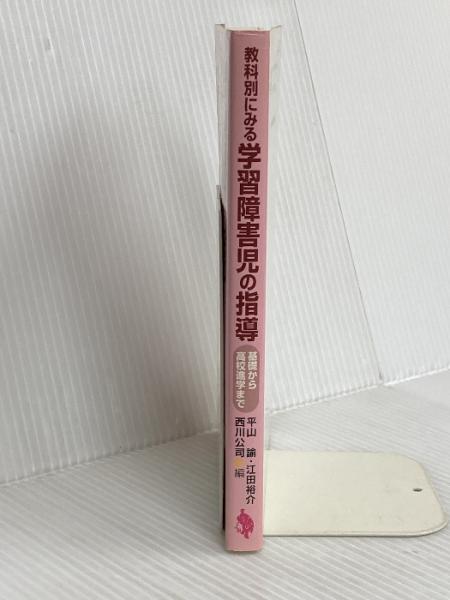 教科別にみる学習障害児の指導
基礎から
高校進学まで
平山 諭・江田裕介
西川公司 編